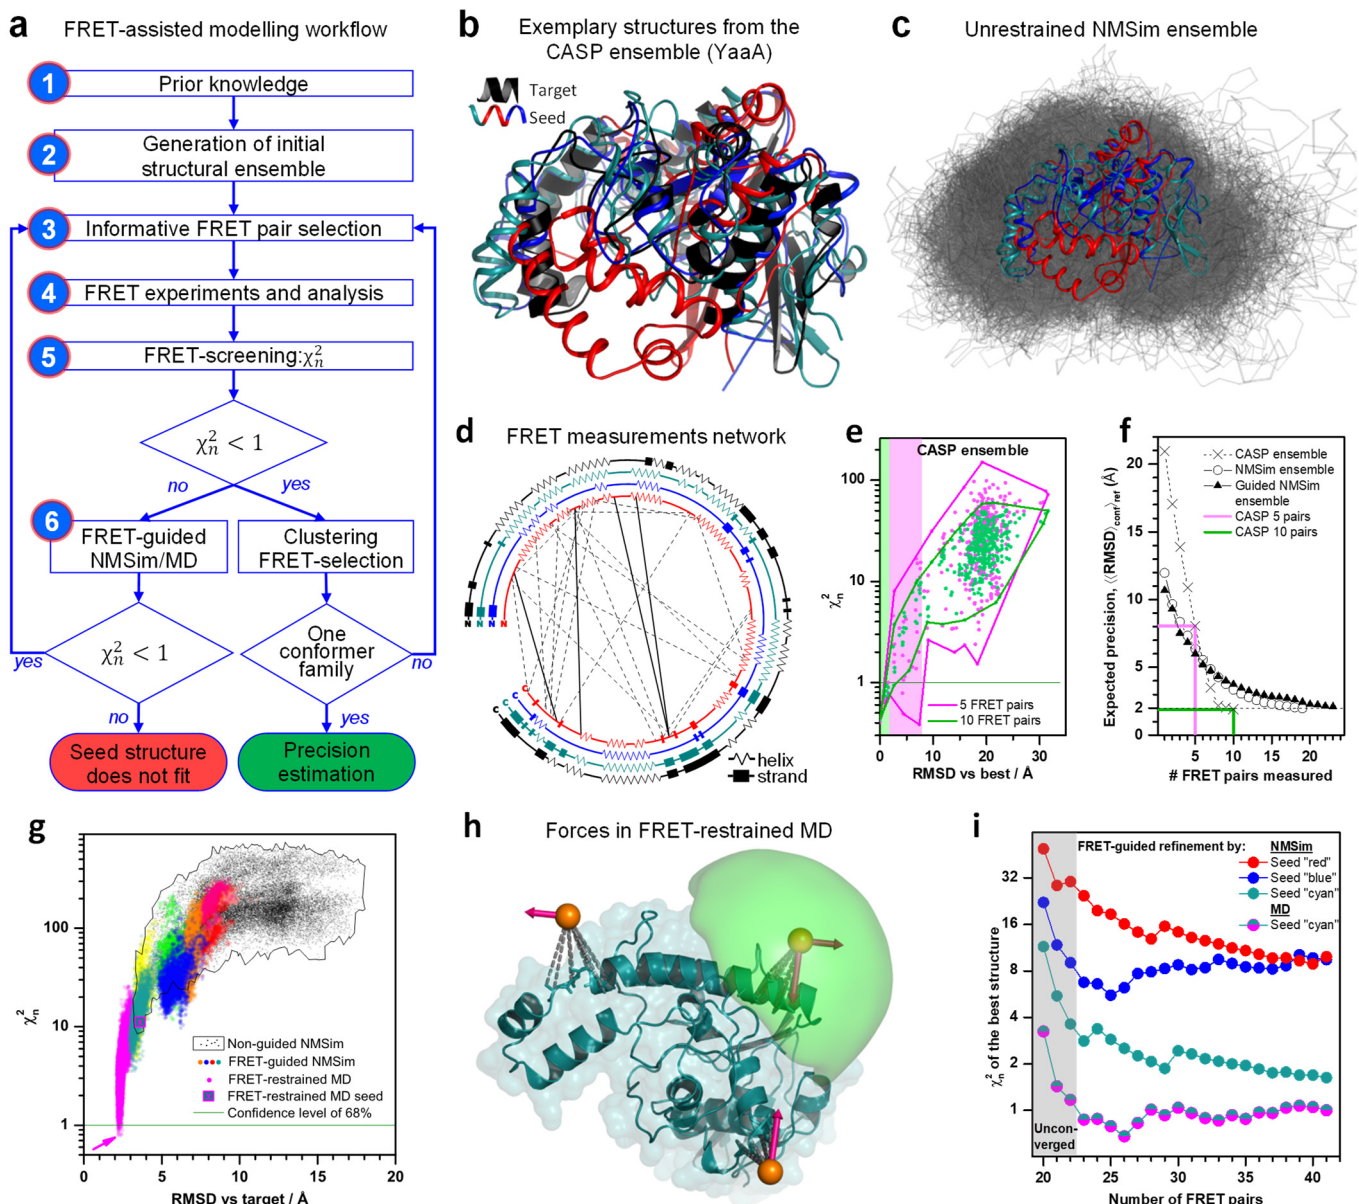 a FRET-assisted modelling workflow
1 Prior knowledge
2 Generation of initial
structural ensemble
3 Informative FRET pair selection
4 FRET experiments and analysis
5 FRET-screening:χ²ₙ
χ²ₙ < 1
no yes
6 FRET-guided
NMSim/MD
Clustering
FRET-selection
χ²ₙ < 1
One
conformer
family
yes no
no yes
Seed structure
does not fit
Precision
estimation
b Exemplary structures from the
CASP ensemble (YaaA)
Target
Seed
c Unrestrained NMSim ensemble
d FRET measurements network
N N N N
C
C
C
C
helix
strand
e
CASP ensemble
100
10
1
χ²ₙ
5 FRET pairs
10 FRET pairs
0 10 20 30
RMSD vs best / Å
f
20
15
10
5
2
0
Expected precision, ⟨⟨RMSD⟩⟩conf/ref (Å)
CASP ensemble
NMSim ensemble
Guided NMSim
ensemble
CASP 5 pairs
CASP 10 pairs
0 5 10 15 20
# FRET pairs measured
g
100
10
1
χ²ₙ
Non-guided NMSim
FRET-guided NMSim
FRET-restrained MD
FRET-restrained MD seed
Confidence level of 68%
0 5 10 15 20
RMSD vs target / Å
h Forces in FRET-restrained MD
i
FRET-guided refinement by: NMSim
Seed "red"
Seed "blue"
Seed "cyan"
MD
Seed "cyan"
32
16
8
4
2
1
χ²ₙ of the best structure
Uncon-
verged
20 25 30 35 40
Number of FRET pairs